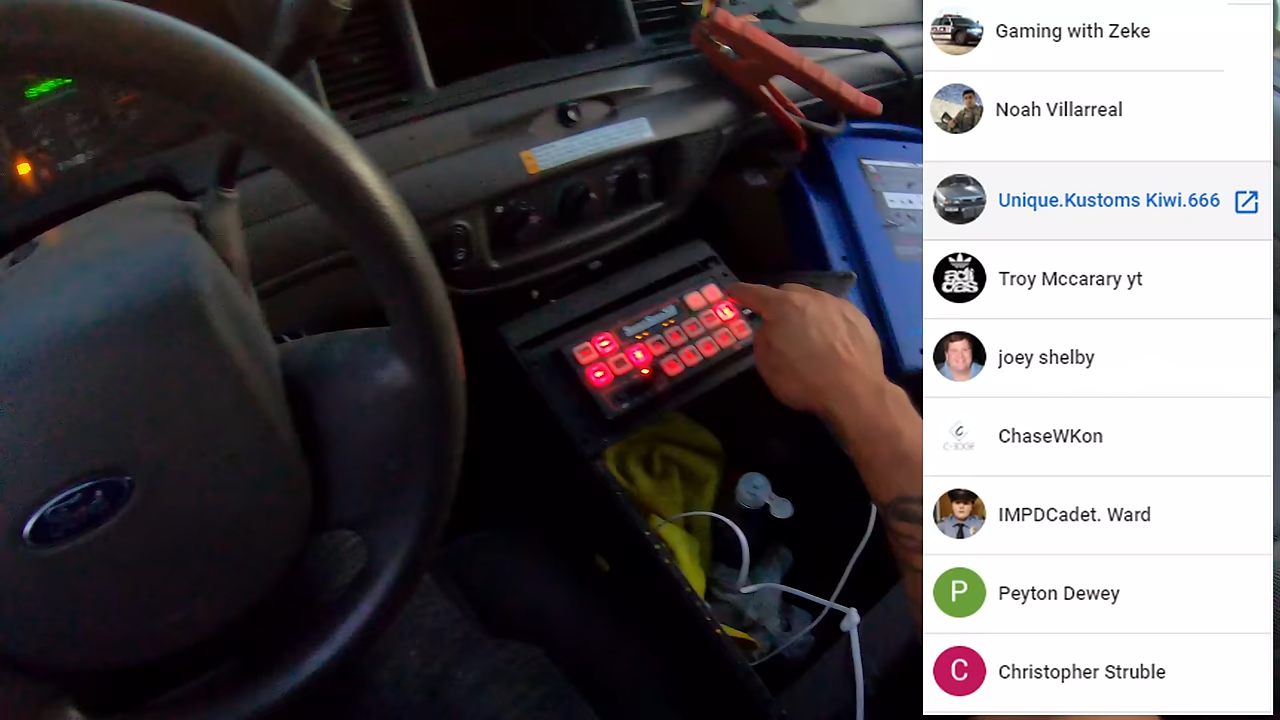 Gaming with Zeke
Noah Villarreal
Unique.Kustoms Kiwi.666
Troy Mccarary yt
adidas
joey shelby
ChaseWKon
IMPDCadet. Ward
P
Peyton Dewey
C
Christopher Struble